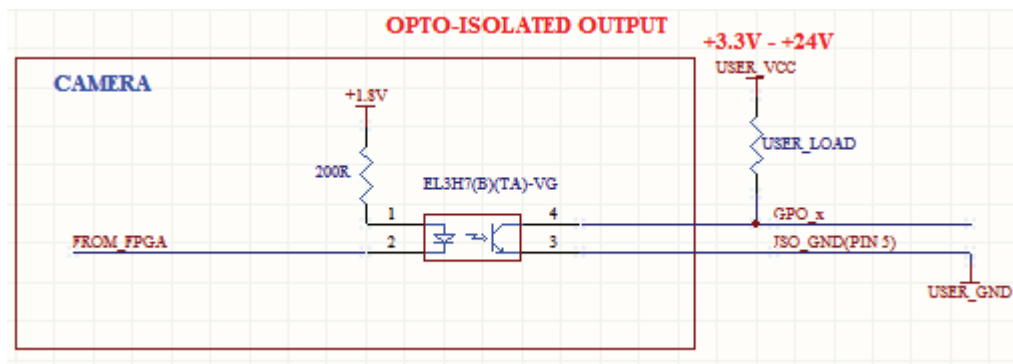 OPTO-ISOLATED OUTPUT
+3.3V - +24V
USER_VCC
CAMERA
+1.8V
200R
USER_LOAD
EL3H7(B)(TA)-VG
1
4
GPO_x
FROM_FPGA
2
3
JSO_GND(PIN 5)
USER_GND